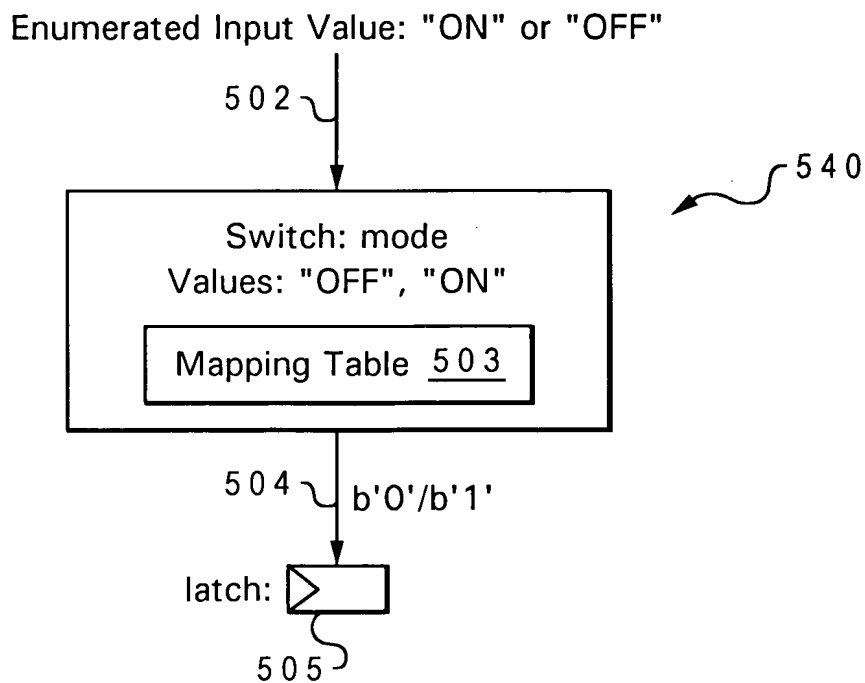 Enumerated Input Value: "ON" or "OFF"
502
540
Switch: mode
Values: "OFF", "ON"
Mapping Table 503
504
b'0'/b'1'
latch:
505